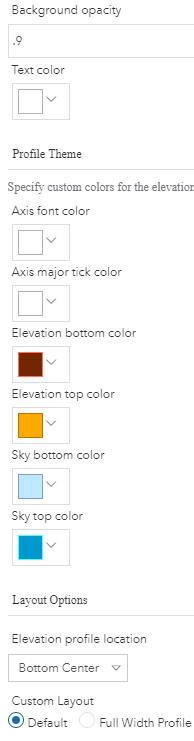 Background opacity
.9
Text color
Profile Theme
Specify custom colors for the elevation
Axis font color
Axis major tick color
Elevation bottom color
Elevation top color
Sky bottom color
Sky top color
Layout Options
Elevation profile location
Bottom Center
Custom Layout
Default Full Width Profile